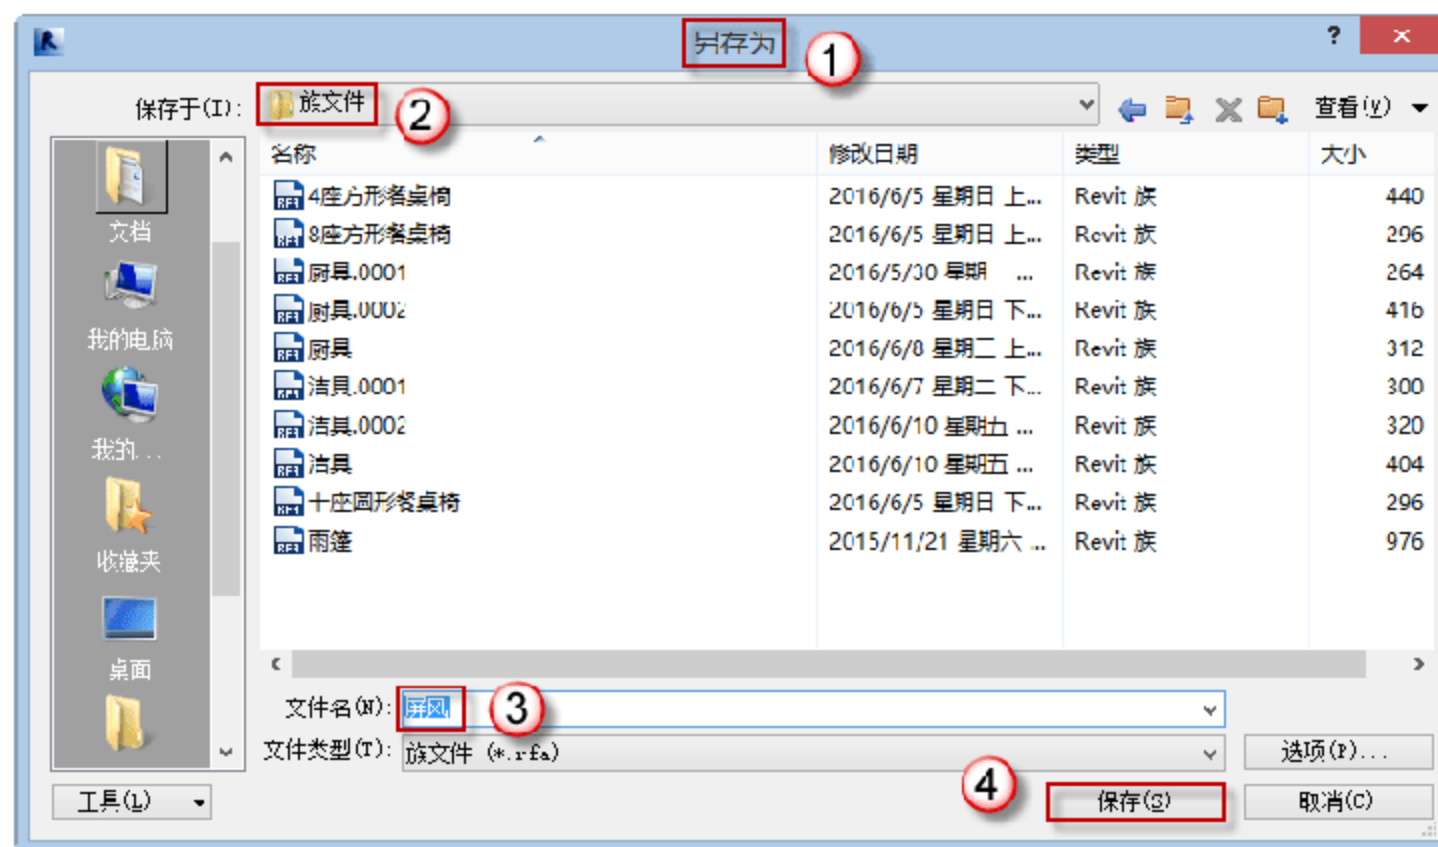 另存为
?
①
保存于(I):
族文件
②
查看(V)
名称 修改日期 类型 大小
4座方形餐桌椅 2016/6/5 星期日 上... Revit 族 440
8座方形餐桌椅 2016/6/5 星期日 上... Revit 族 296
厨具.0001 2016/5/30 星期 ... Revit 族 264
厨具.0002 2016/6/5 星期日 下... Revit 族 416
厨具 2016/6/8 星期三 上... Revit 族 312
洁具.0001 2016/6/7 星期二 下... Revit 族 300
洁具.0002 2016/6/10 星期五 ... Revit 族 320
洁具 2016/6/10 星期五 ... Revit 族 404
十座圆形餐桌椅 2016/6/5 星期日 下... Revit 族 296
雨篷 2015/11/21 星期六 ... Revit 族 976
文档
我的电脑
我的...
收藏夹
桌面
文件名(N):
屏风
③
文件类型(T):
族文件 (*.rfa)
选项(P)...
④
工具(L)
保存(S)
取消(C)